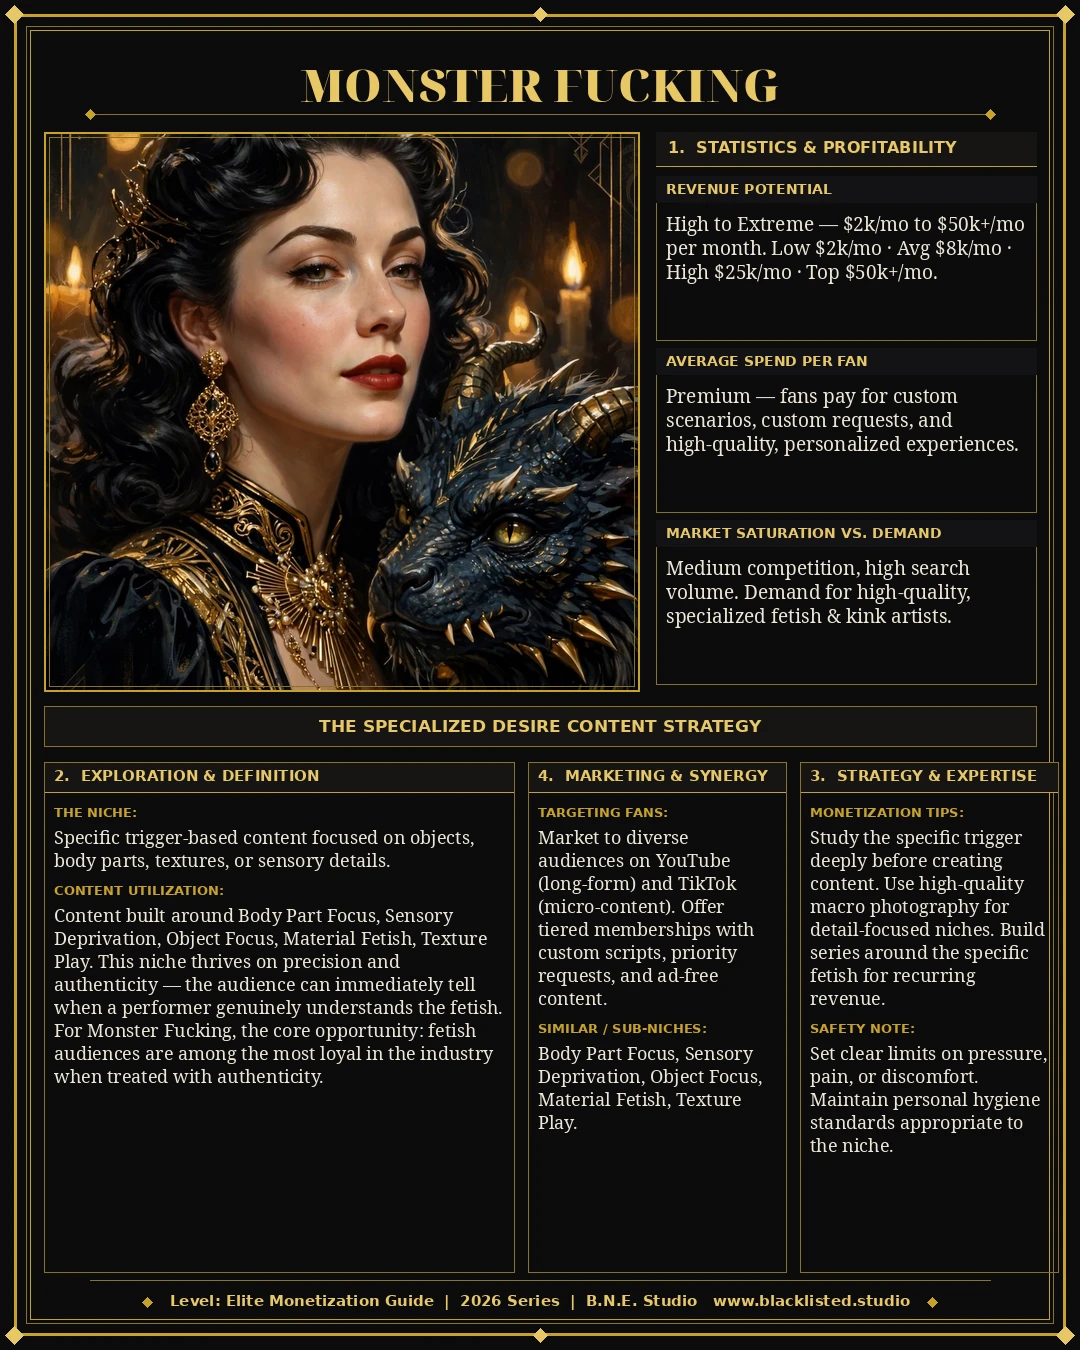 MONSTER FUCKING
1. STATISTICS & PROFITABILITY
REVENUE POTENTIAL
High to Extreme — $2k/mo to $50k+/mo
per month. Low $2k/mo · Avg $8k/mo ·
High $25k/mo · Top $50k+/mo.
AVERAGE SPEND PER FAN
Premium — fans pay for custom
scenarios, custom requests, and
high-quality, personalized experiences.
MARKET SATURATION VS. DEMAND
Medium competition, high search
volume. Demand for high-quality,
specialized fetish & kink artists.
THE SPECIALIZED DESIRE CONTENT STRATEGY
2. EXPLORATION & DEFINITION
THE NICHE:
Specific trigger-based content focused on objects,
body parts, textures, or sensory details.
CONTENT UTILIZATION:
Content built around Body Part Focus, Sensory
Deprivation, Object Focus, Material Fetish, Texture
Play. This niche thrives on precision and
authenticity — the audience can immediately tell
when a performer genuinely understands the fetish.
For Monster Fucking, the core opportunity: fetish
audiences are among the most loyal in the industry
when treated with authenticity.
4. MARKETING & SYNERGY
TARGETING FANS:
Market to diverse
audiences on YouTube
(long-form) and TikTok
(micro-content). Offer
tiered memberships with
custom scripts, priority
requests, and ad-free
content.
SIMILAR / SUB-NICHES:
Body Part Focus, Sensory
Deprivation, Object Focus,
Material Fetish, Texture
Play.
3. STRATEGY & EXPERTISE
MONETIZATION TIPS:
Study the specific trigger
deeply before creating
content. Use high-quality
macro photography for
detail-focused niches. Build
series around the specific
fetish for recurring
revenue.
SAFETY NOTE:
Set clear limits on pressure,
pain, or discomfort.
Maintain personal hygiene
standards appropriate to
the niche.
Level: Elite Monetization Guide | 2026 Series | B.N.E. Studio www.blacklisted.studio